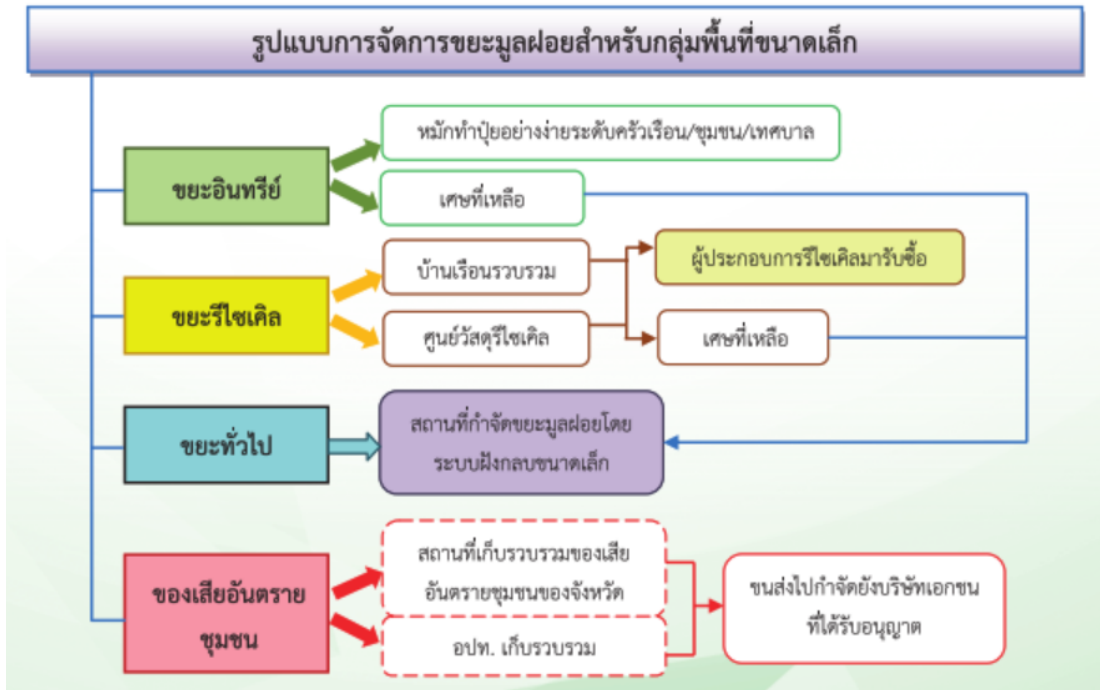 รูปแบบการจัดการขยะมูลฝอยสำหรับกลุ่มพื้นที่ขนาดเล็ก
ขยะอินทรีย์
หมักทำปุ๋ยอย่างง่ายระดับครัวเรือน/ชุมชน/เทศบาล
เศษที่เหลือ
ขยะรีไซเคิล
บ้านเรือนรวบรวม
ศูนย์วัสดุรีไซเคิล
ผู้ประกอบการรีไซเคิลมารับซื้อ
เศษที่เหลือ
ขยะทั่วไป
สถานที่กำจัดขยะมูลฝอยโดย
ระบบฝังกลบขนาดเล็ก
ของเสียอันตราย
ชุมชน
สถานที่เก็บรวบรวมของเสีย
อันตรายชุมชนของจังหวัด
อปท. เก็บรวบรวม
ขนส่งไปกำจัดยังบริษัทเอกชน
ที่ได้รับอนุญาต